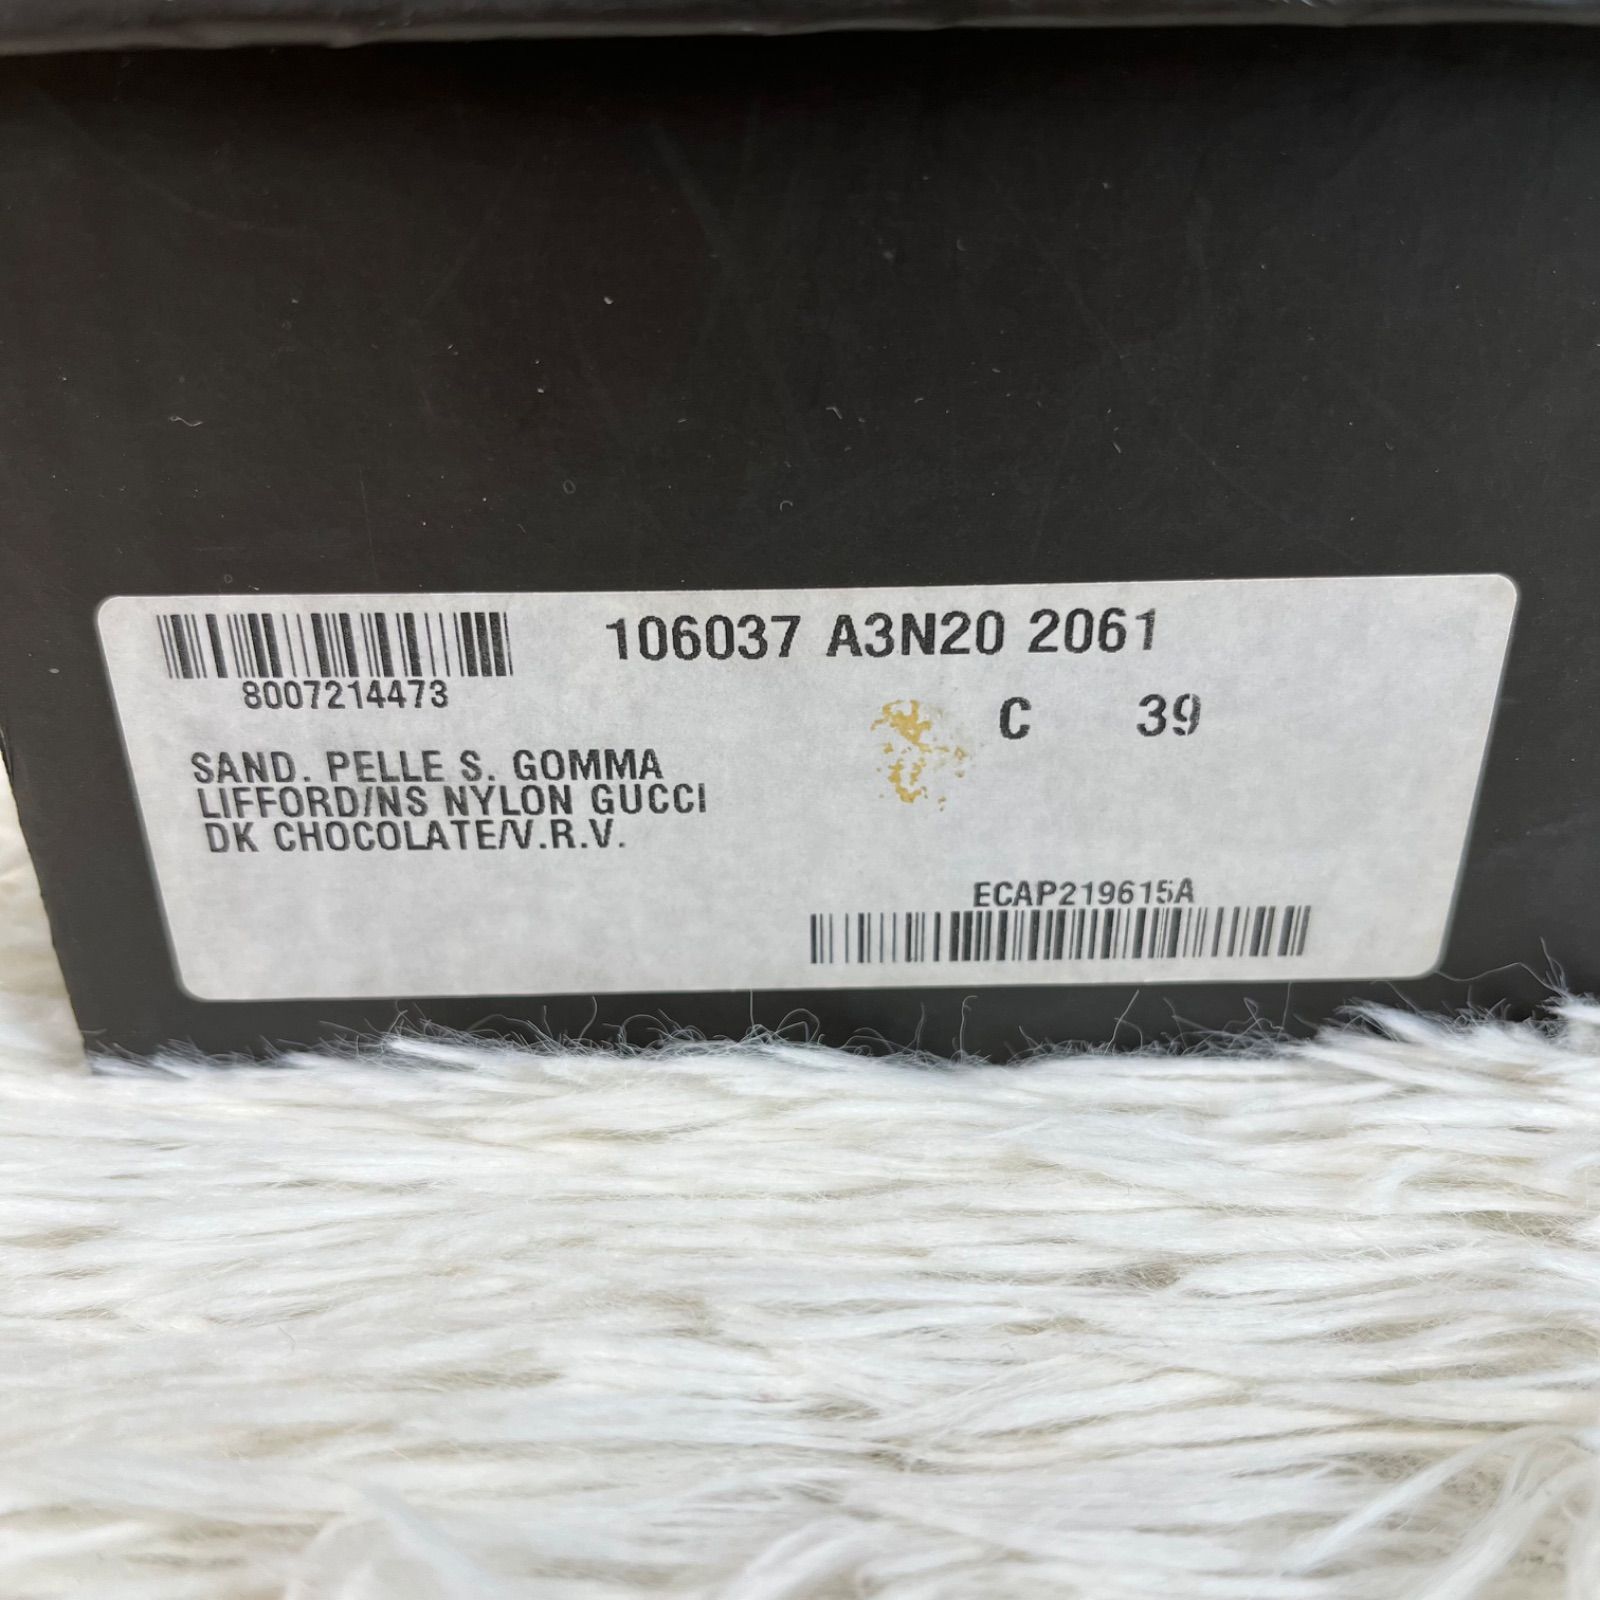 106037 A3N20 2061
8007214473
C 39
SAND. PELLE S. GOMMA
LIFFORD/NS NYLON GUCCI
DK CHOCOLATE/V.R.V.
ECAP219615A